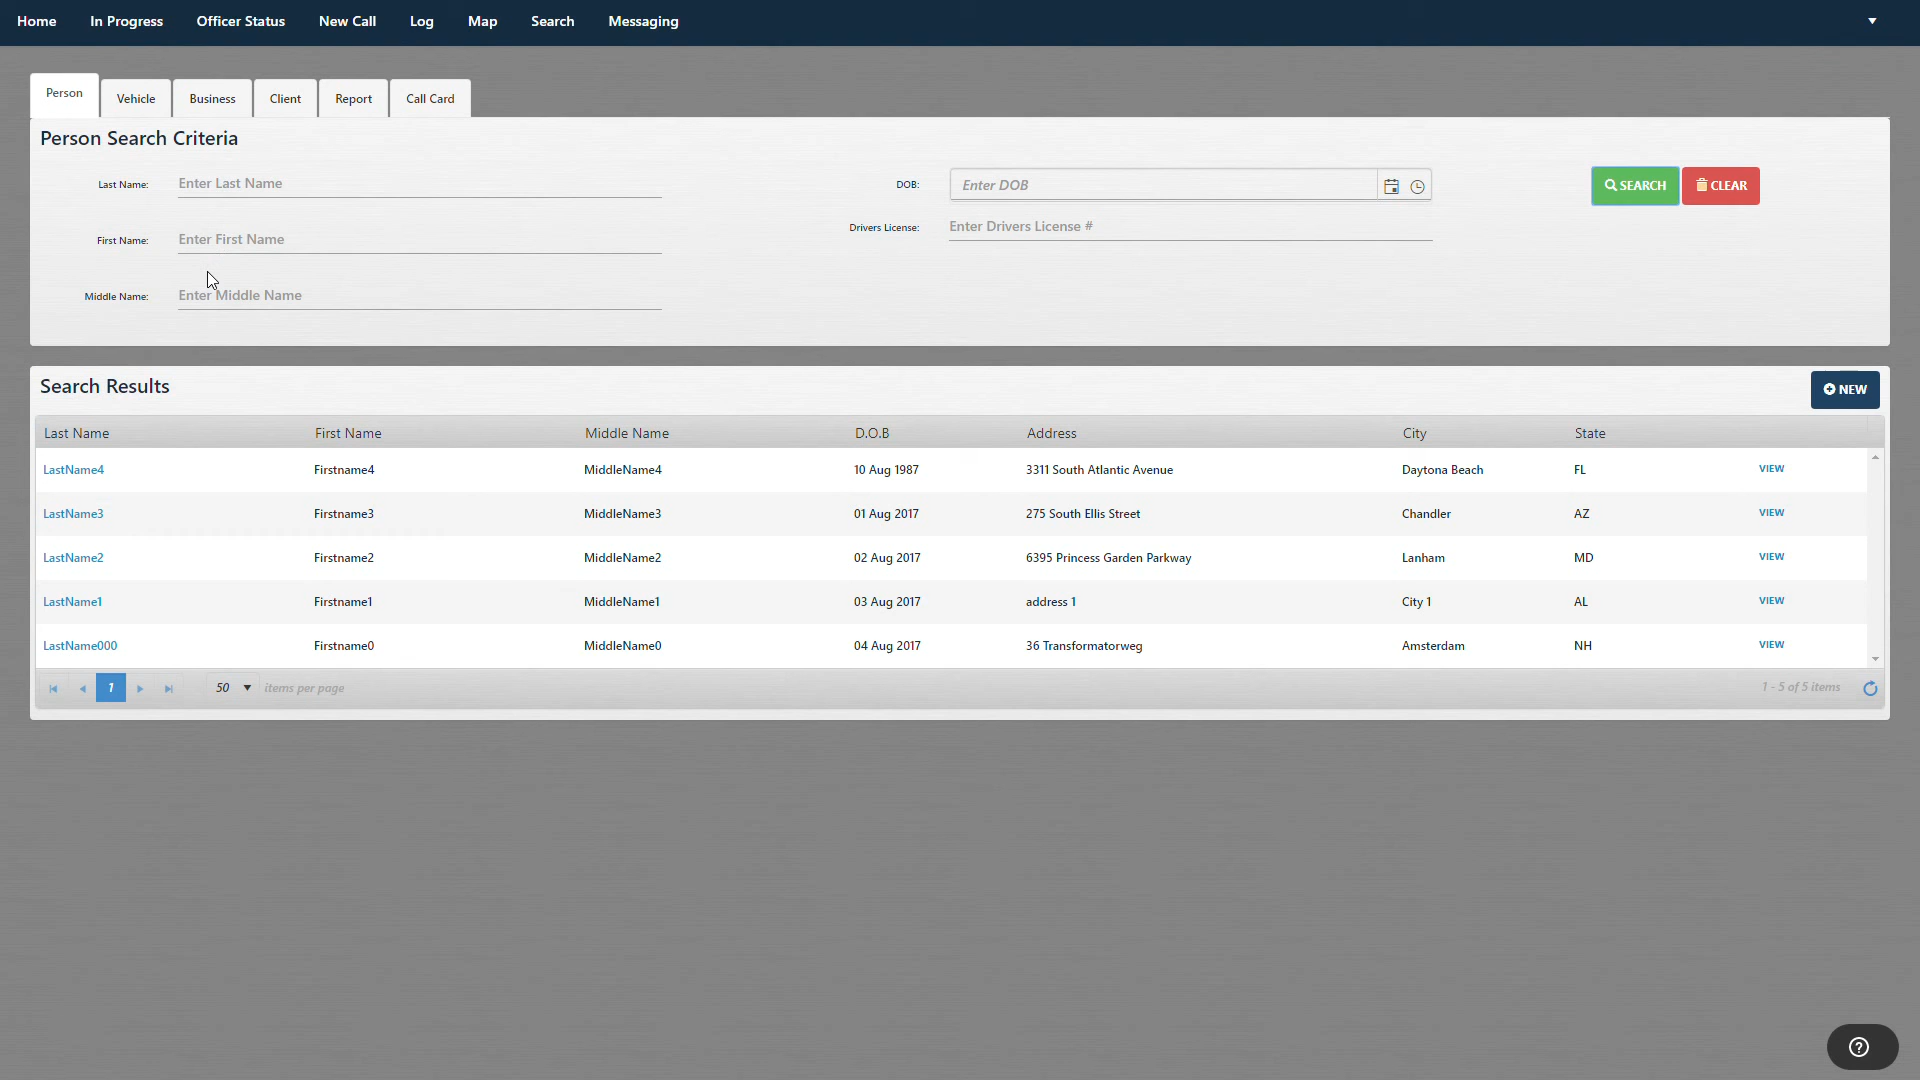 Home In Progress Officer Status New Call Log Map Search Messaging
Person Vehicle Business Client Report Call Card
Person Search Criteria
Last Name: Enter Last Name DOB: Enter DOB SEARCH CLEAR
Drivers License: Enter Drivers License #
First Name: Enter First Name
Middle Name: Enter Middle Name
Search Results NEW
Last Name First Name Middle Name D.O.B Address City State
LastName4 Firstname4 MiddleName4 10 Aug 1987 3311 South Atlantic Avenue Daytona Beach FL VIEW
LastName3 Firstname3 MiddleName3 01 Aug 2017 275 South Ellis Street Chandler AZ VIEW
LastName2 Firstname2 MiddleName2 02 Aug 2017 6395 Princess Garden Parkway Lanham MD VIEW
LastName1 Firstname1 MiddleName1 03 Aug 2017 address 1 City 1 AL VIEW
LastName000 Firstname0 MiddleName0 04 Aug 2017 36 Transformatorweg Amsterdam NH VIEW
1 50 items per page 1 - 5 of 5 items